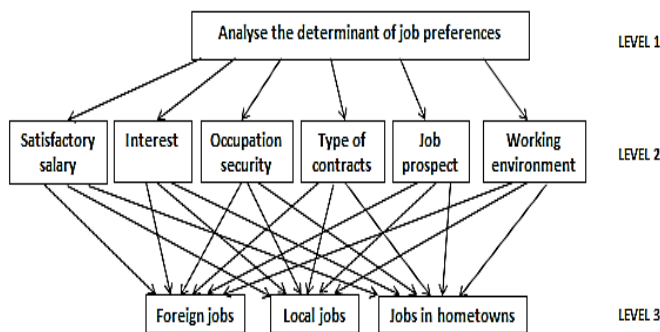 Analyse the determinant of job preferences
LEVEL 1
Satisfactory
salary
Interest
Occupation
security
Type of
contracts
Job
prospect
Working
environment
LEVEL 2
Foreign jobs
Local jobs
Jobs in hometowns
LEVEL 3